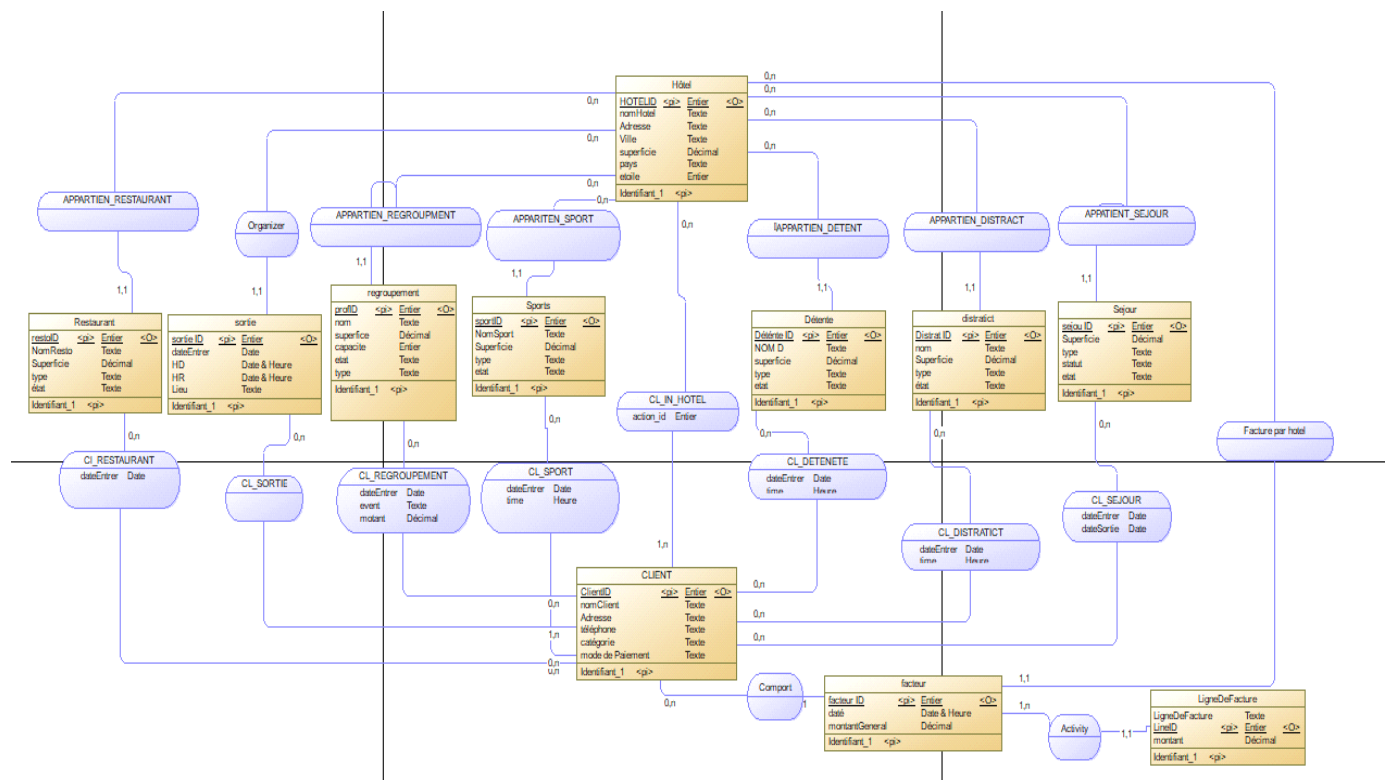 0,n
Hôtel
0,n
HOTELID <pi> Entier <O>
nomHotel Texte
Adresse Texte
Ville Texte
superficie Décimal
pays Texte
etoile Entier
Identifiant_1 <pi>
0,n
0,n
0,n
0,n
0,n
0,n
0,n
APPARTIEN_RESTAURANT
Organizer
APPARTIEN_REGROUPMENT
APPARITEN_SPORT
APPARTIEN_DETENT
APPARTIEN_DISTRACT
APPATIENT_SEJOUR
1,1
1,1
1,1
1,1
1,1
1,1
1,1
Restaurant
restoID <pi> Entier <O>
NomResto Texte
Superficie Décimal
type Texte
état Texte
Identifiant_1 <pi>
sortie
sortie ID <pi> Entier <O>
dateEntrer Date
HD Date & Heure
HR Date & Heure
Lieu Texte
Identifiant_1 <pi>
regroupement
profID <pi> Entier <O>
nom Texte
superfice Décimal
capacite Entier
etat Texte
type Texte
Identifiant_1 <pi>
Sports
sportID <pi> Entier <O>
NomSport Texte
Superficie Décimal
type Texte
etat Texte
Identifiant_1 <pi>
Détente
Déténte ID <pi> Entier <O>
NOM D Texte
superficie Décimal
type Texte
etat Texte
Identifiant_1 <pi>
distratict
Distrat ID <pi> Entier <O>
nom Texte
Superficie Décimal
type Texte
état Texte
Identifiant_1 <pi>
Sejour
sejou ID <pi> Entier <O>
Superficie Décimal
type Texte
statut Texte
etat Texte
Identifiant_1 <pi>
CL_IN_HOTEL
action_id Entier
Facture par hotel
0,n
0,n
0,n
0,n
0,n
0,n
0,n
Cl_RESTAURANT
dateEntrer Date
CL_SORTIE
CL_REGROUPEMENT
dateEntrer Date
event Texte
motant Décimal
CL_SPORT
dateEntrer Date
time Heure
CL_DETENETE
dateEntrer Date
time Heure
CL_DISTRATICT
dateEntrer Date
time Heure
CL_SEJOUR
dateEntrer Date
dateSortie Date
1,n
CLIENT
ClientID <pi> Entier <O>
nomClient Texte
Adresse Texte
téléphone Texte
catégorie Texte
mode de Paiement Texte
Identifiant_1 <pi>
0,n
0,n
0,n
0,n
1,n
0,n
0,n
0,n
Comport
1
facteur
facteur ID <pi> Entier <O>
daté Date & Heure
montantGeneral Décimal
Identifiant_1 <pi>
1,1
1,n
Activity
1,1
LigneDeFacture
LigneDeFacture Texte
LineID <pi> Entier <O>
montant Décimal
Identifiant_1 <pi>